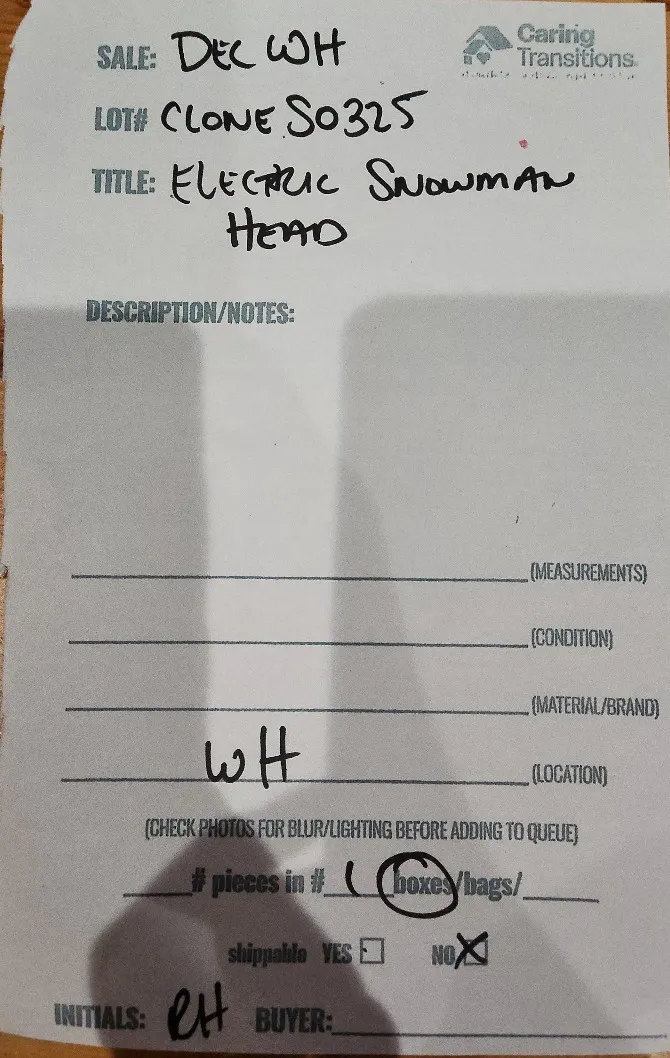 Caring
Transitions
SALE: DEC WH
LOT# CLONE S0325
TITLE: ELECTRIC SNOWMAN
HEAD
DESCRIPTION/NOTES:
(MEASUREMENTS)
(CONDITION)
(MATERIAL/BRAND)
WH (LOCATION)
(CHECK PHOTOS FOR BLUR/LIGHTING BEFORE ADDING TO QUEUE)
# pieces in # 1 boxes/bags/
shippable YES NO X
INITIALS: RH BUYER: